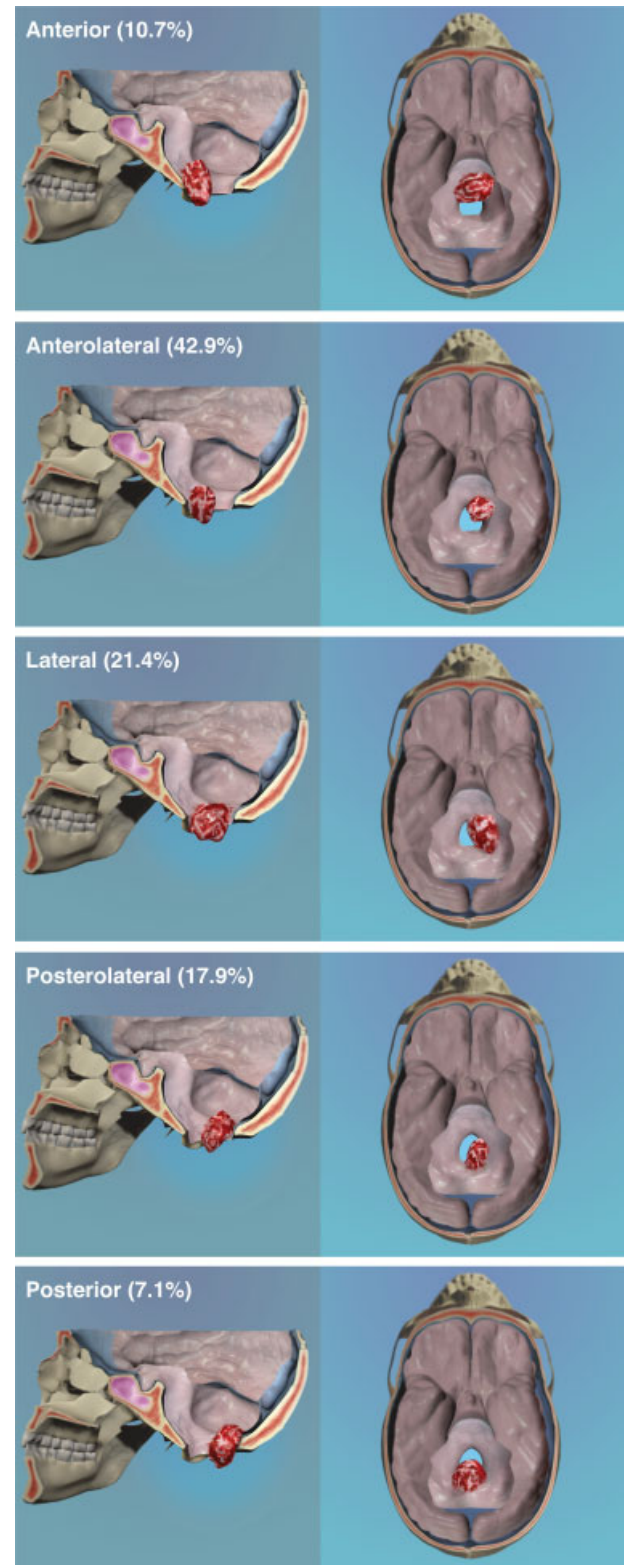 Anterior (10.7%)
Anterolateral (42.9%)
Lateral (21.4%)
Posterolateral (17.9%)
Posterior (7.1%)